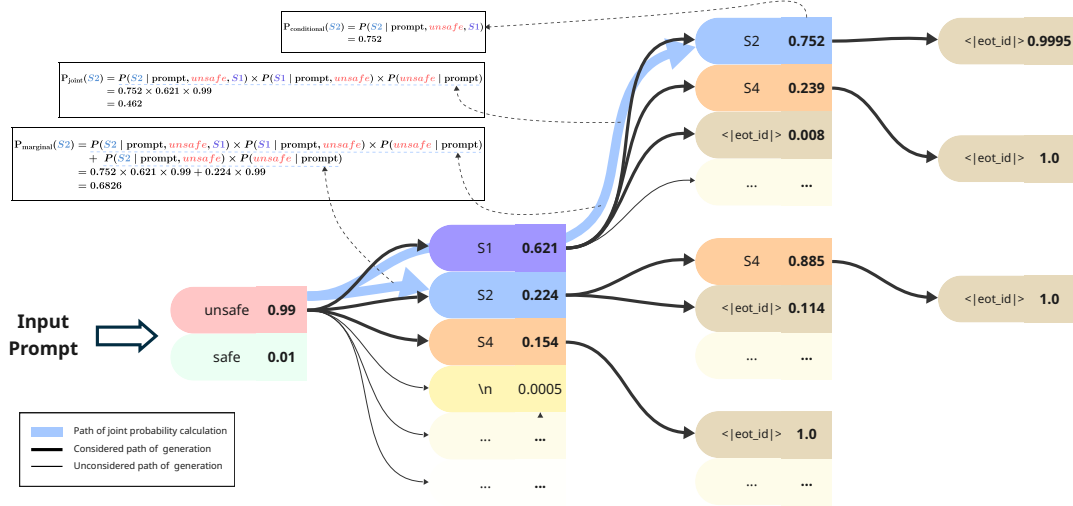 P_conditional(S2) = P(S2 | prompt, unsafe, S1)
= 0.752
P_joint(S2) = P(S2 | prompt, unsafe, S1) × P(S1 | prompt, unsafe) × P(unsafe | prompt)
= 0.752 × 0.621 × 0.99
= 0.462
P_marginal(S2) = P(S2 | prompt, unsafe, S1) × P(S1 | prompt, unsafe) × P(unsafe | prompt)
+ P(S2 | prompt, unsafe) × P(unsafe | prompt)
= 0.752 × 0.621 × 0.99 + 0.224 × 0.99
= 0.6826
Input
Prompt
unsafe 0.99
safe 0.01
S1 0.621
S2 0.224
S4 0.154
\n 0.0005
... ...
... ...
S2 0.752
S4 0.239
<|eot_id|> 0.008
... ...
S4 0.885
<|eot_id|> 0.114
... ...
<|eot_id|> 1.0
... ...
<|eot_id|> 0.9995
<|eot_id|> 1.0
<|eot_id|> 1.0
Path of joint probability calculation
Considered path of generation
Unconsidered path of generation